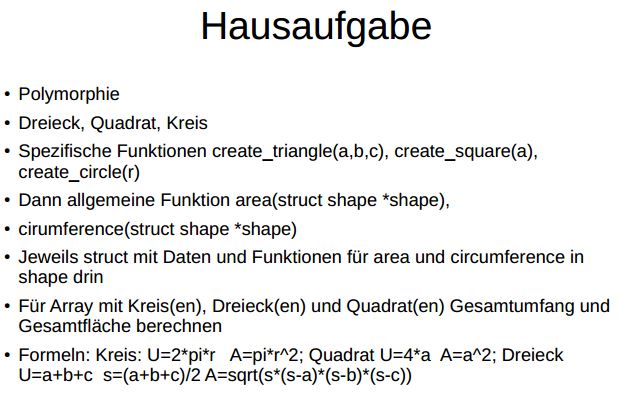 Hausaufgabe
• Polymorphie
• Dreieck, Quadrat, Kreis
• Spezifische Funktionen create_triangle(a,b,c), create_square(a),
create_circle(r)
• Dann allgemeine Funktion area(struct shape *shape),
• cirumference(struct shape *shape)
• Jeweils struct mit Daten und Funktionen für area und circumference in
shape drin
• Für Array mit Kreis(en), Dreieck(en) und Quadrat(en) Gesamtumfang und
Gesamtfläche berechnen
• Formeln: Kreis: U=2*pi*r   A=pi*r^2; Quadrat U=4*a  A=a^2; Dreieck
U=a+b+c  s=(a+b+c)/2 A=sqrt(s*(s-a)*(s-b)*(s-c))